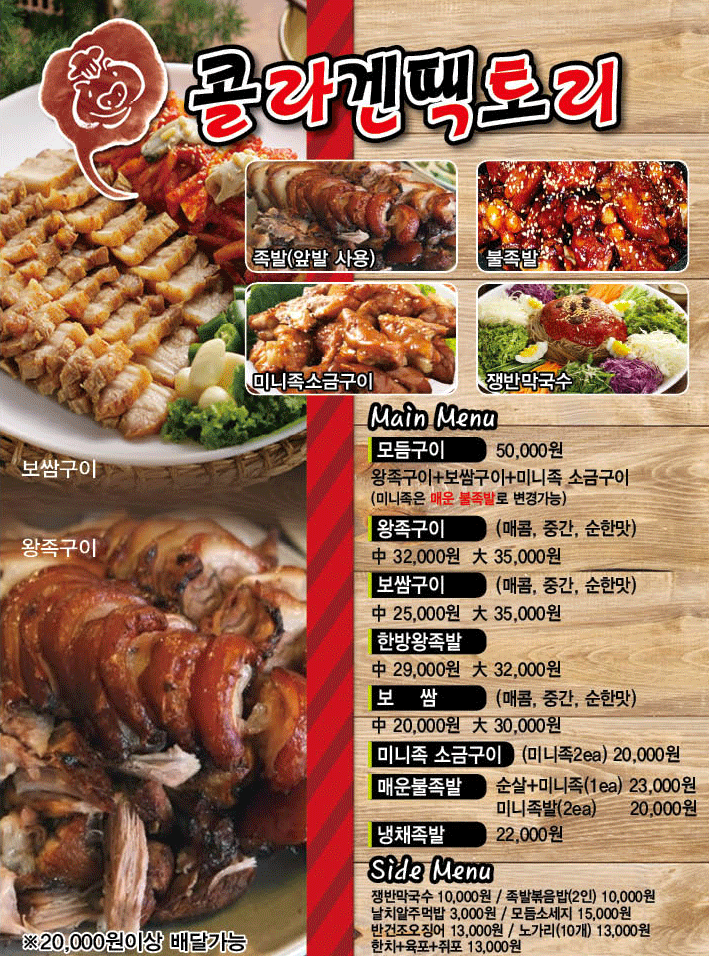 콜라겐팩토리
족발(앞발 사용)
불족발
미니족소금구이
쟁반막국수
보쌈구이
왕족구이
※20,000원이상 배달가능
Main Menu
모듬구이 50,000원
왕족구이+보쌈구이+미니족 소금구이
(미니족은 매운 불족발로 변경가능)
왕족구이 (매콤, 중간, 순한맛)
中 32,000원 大 35,000원
보쌈구이 (매콤, 중간, 순한맛)
中 25,000원 大 35,000원
한방왕족발
中 29,000원 大 32,000원
보 쌈 (매콤, 중간, 순한맛)
中 20,000원 大 30,000원
미니족 소금구이 (미니족2ea) 20,000원
매운불족발 순살+미니족(1ea) 23,000원
미니족발(2ea) 20,000원
냉채족발 22,000원
Side Menu
쟁반막국수 10,000원 / 족발볶음밥(2인) 10,000원
날치알주먹밥 3,000원 / 모듬소세지 15,000원
반건조오징어 13,000원 / 노가리(10개) 13,000원
한치+육포+쥐포 13,000원